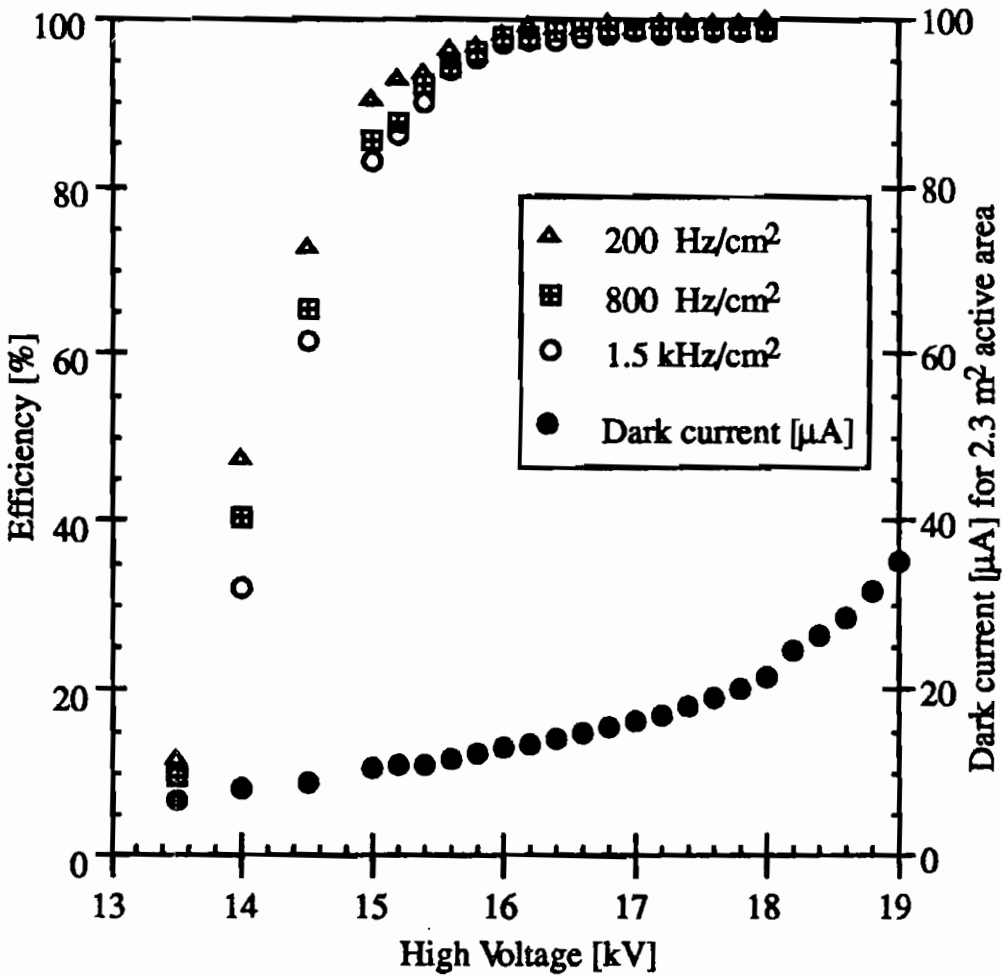 100
80
60
40
20
0
Efficiency [%]
200 Hz/cm²
800 Hz/cm²
1.5 kHz/cm²
Dark current [µA]
100
80
60
40
20
0
Dark current [µA] for 2.3 m² active area
13 14 15 16 17 18 19
High Voltage [kV]